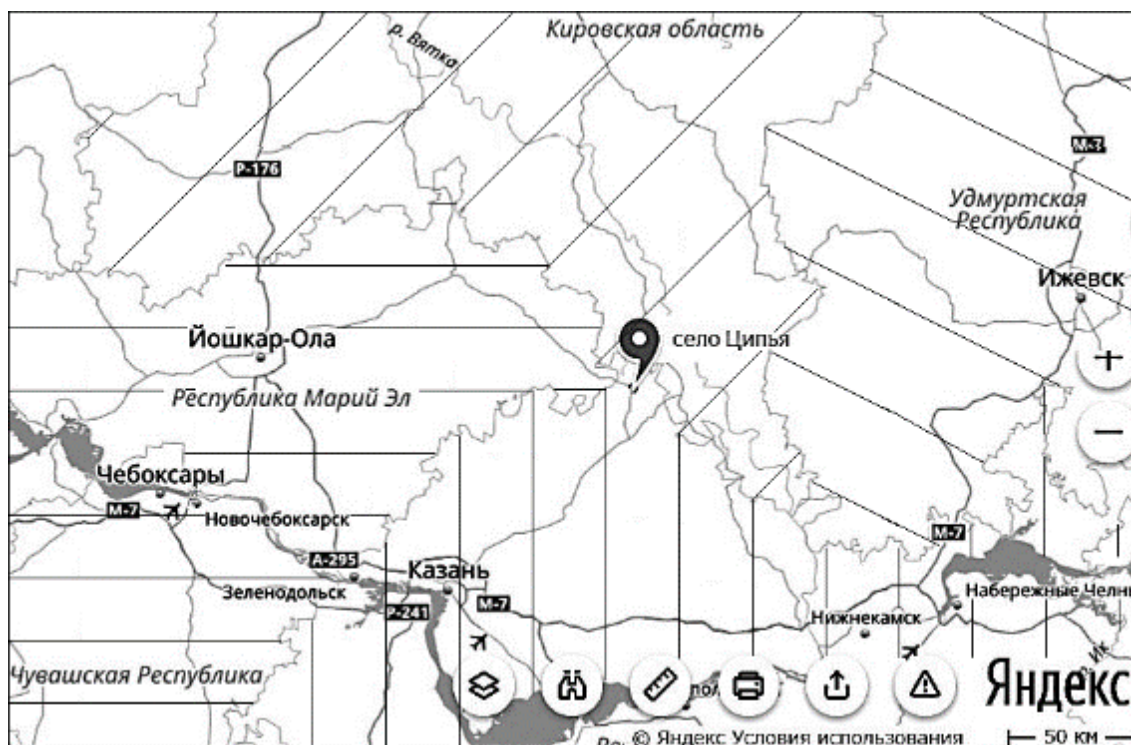 Кировская область
р. Вятка
М-7
Р-176
Удмуртская
Республика
Ижевск
село Ципья
Йошкар-Ола
Республика Марий Эл
Чебоксары
М-7
Новочебоксарск
М-7
А-295
Казань
Зеленодольск
Р-241
М-7
Набережные Челны
Нижнекамск
Чувашская Республика
Ик
Яндекс
© Яндекс Условия использования
50 км